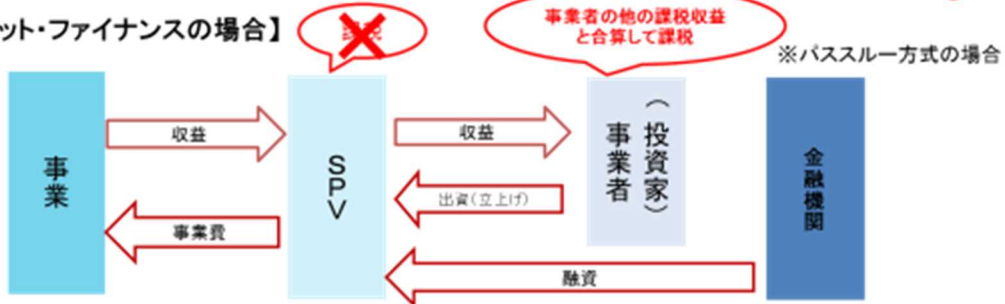 ット・ファイナンスの場合】
事業者の他の課税収益
と合算して課税
※パススルー方式の場合
事業
収益
事業費
SPV
収益
出資(立上げ)
融資
事業者
(投資家)
金融機関